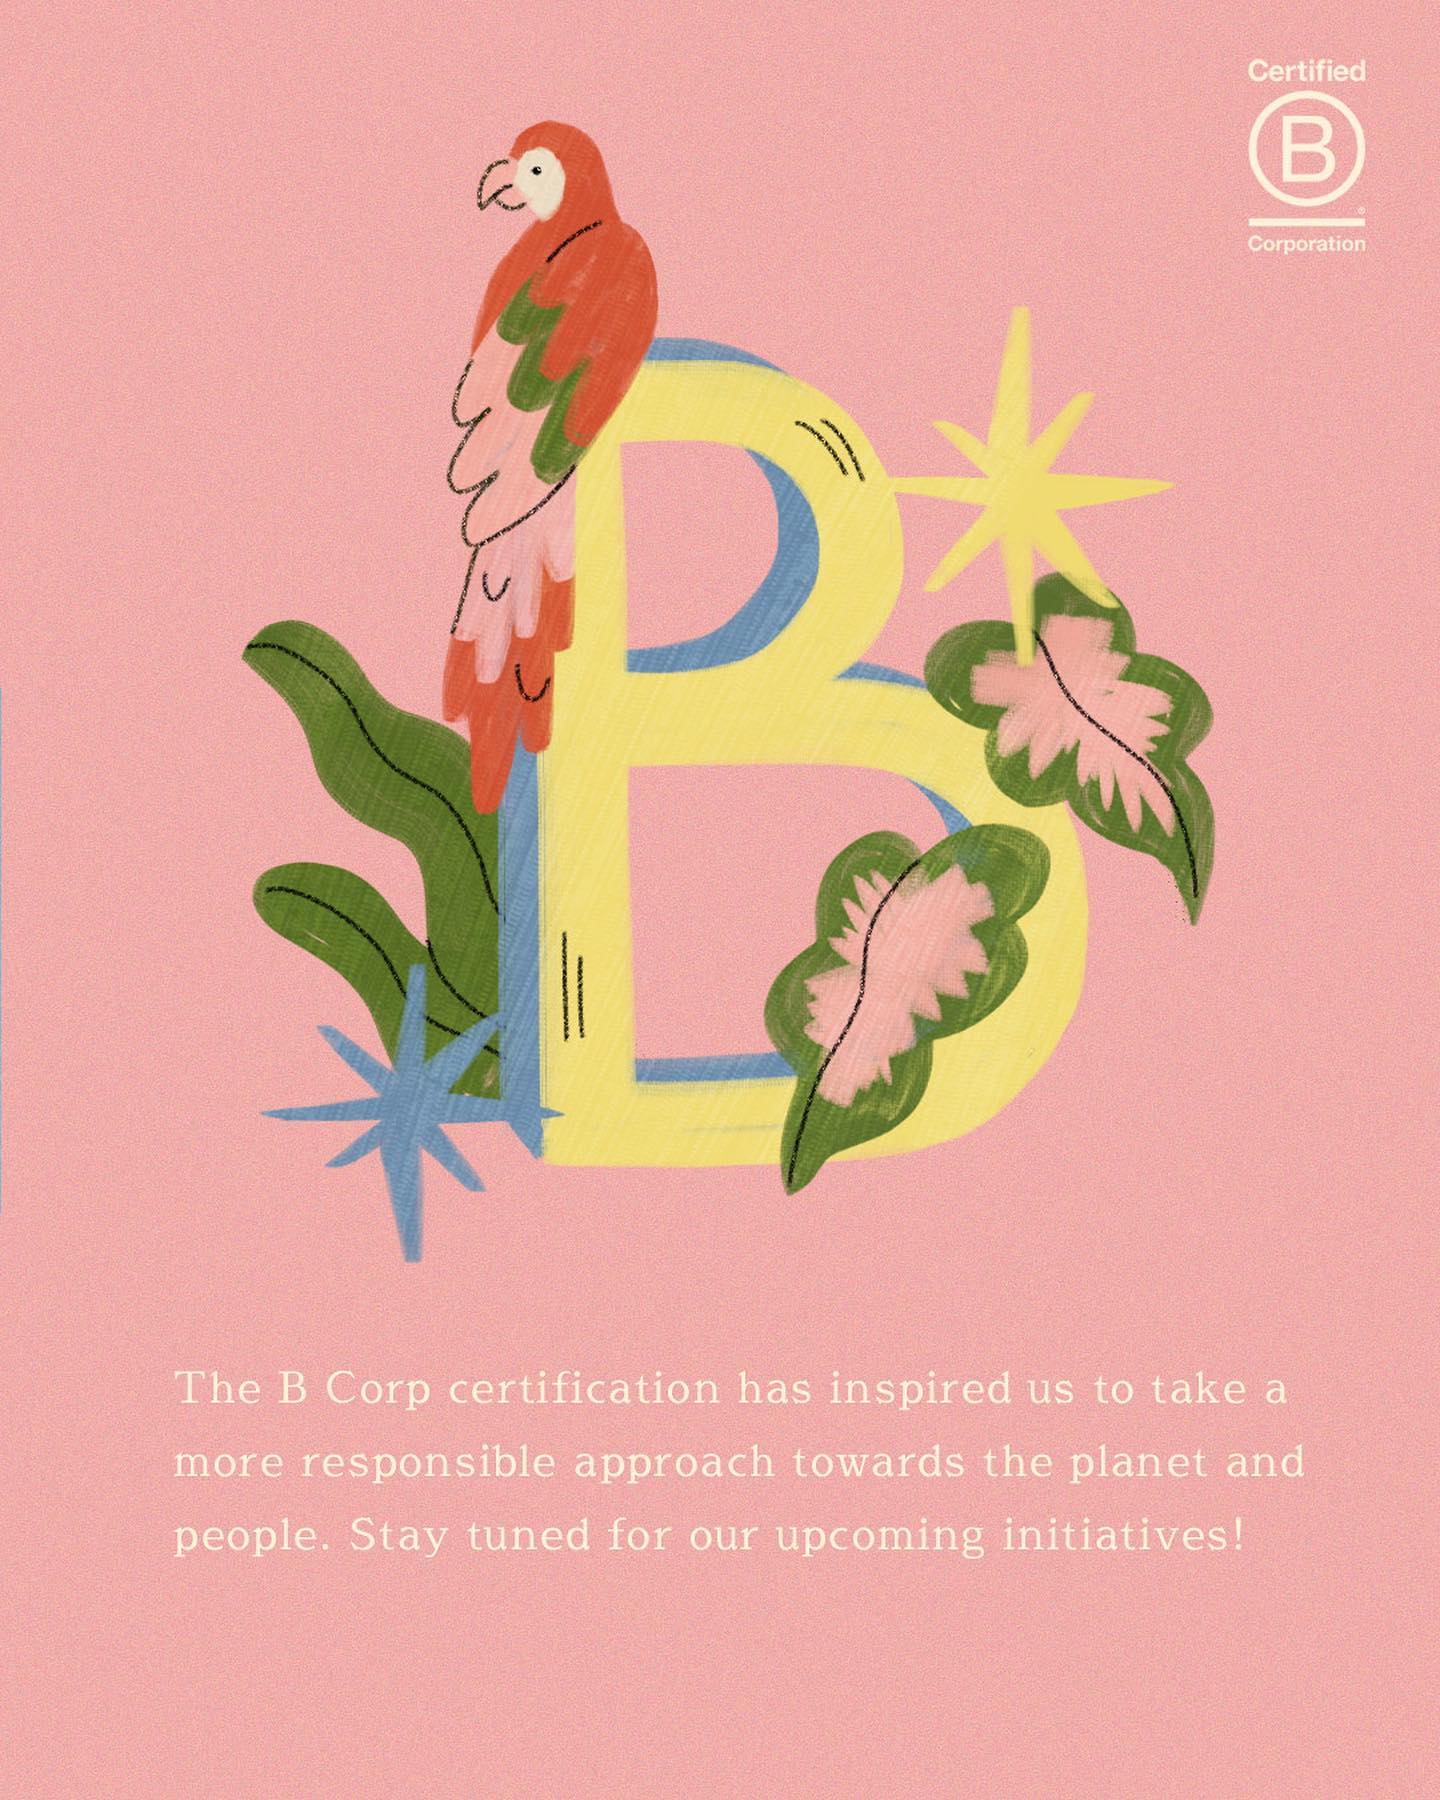 Certified
B
®
Corporation
B
The B Corp certification has inspired us to take a
more responsible approach towards the planet and
people. Stay tuned for our upcoming initiatives!